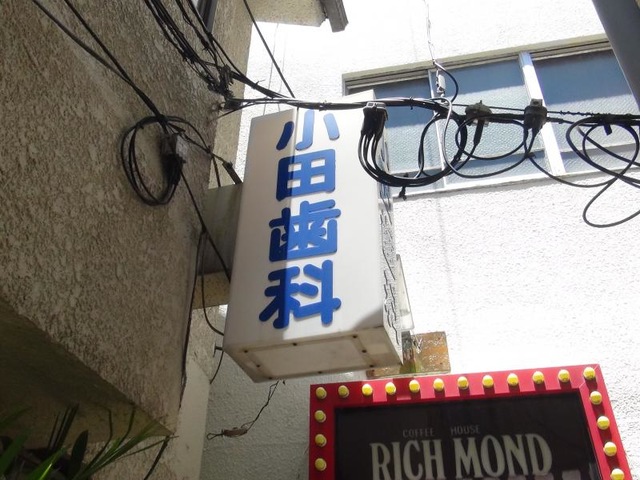 小田歯科
COFFEE HOUSE
RICH MOND